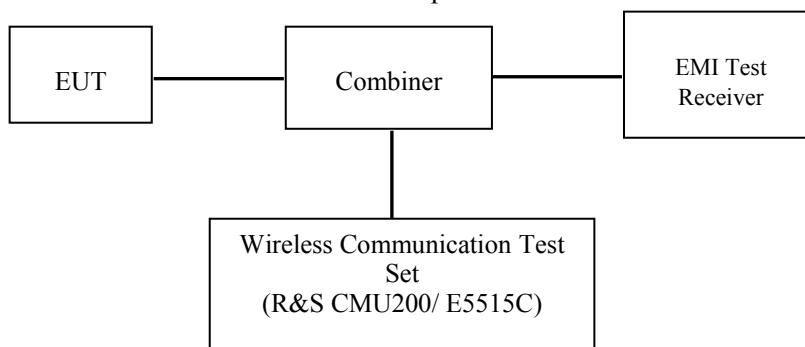 EUT
Combiner
EMI Test
Receiver
Wireless Communication Test
Set
(R&S CMU200/ E5515C)